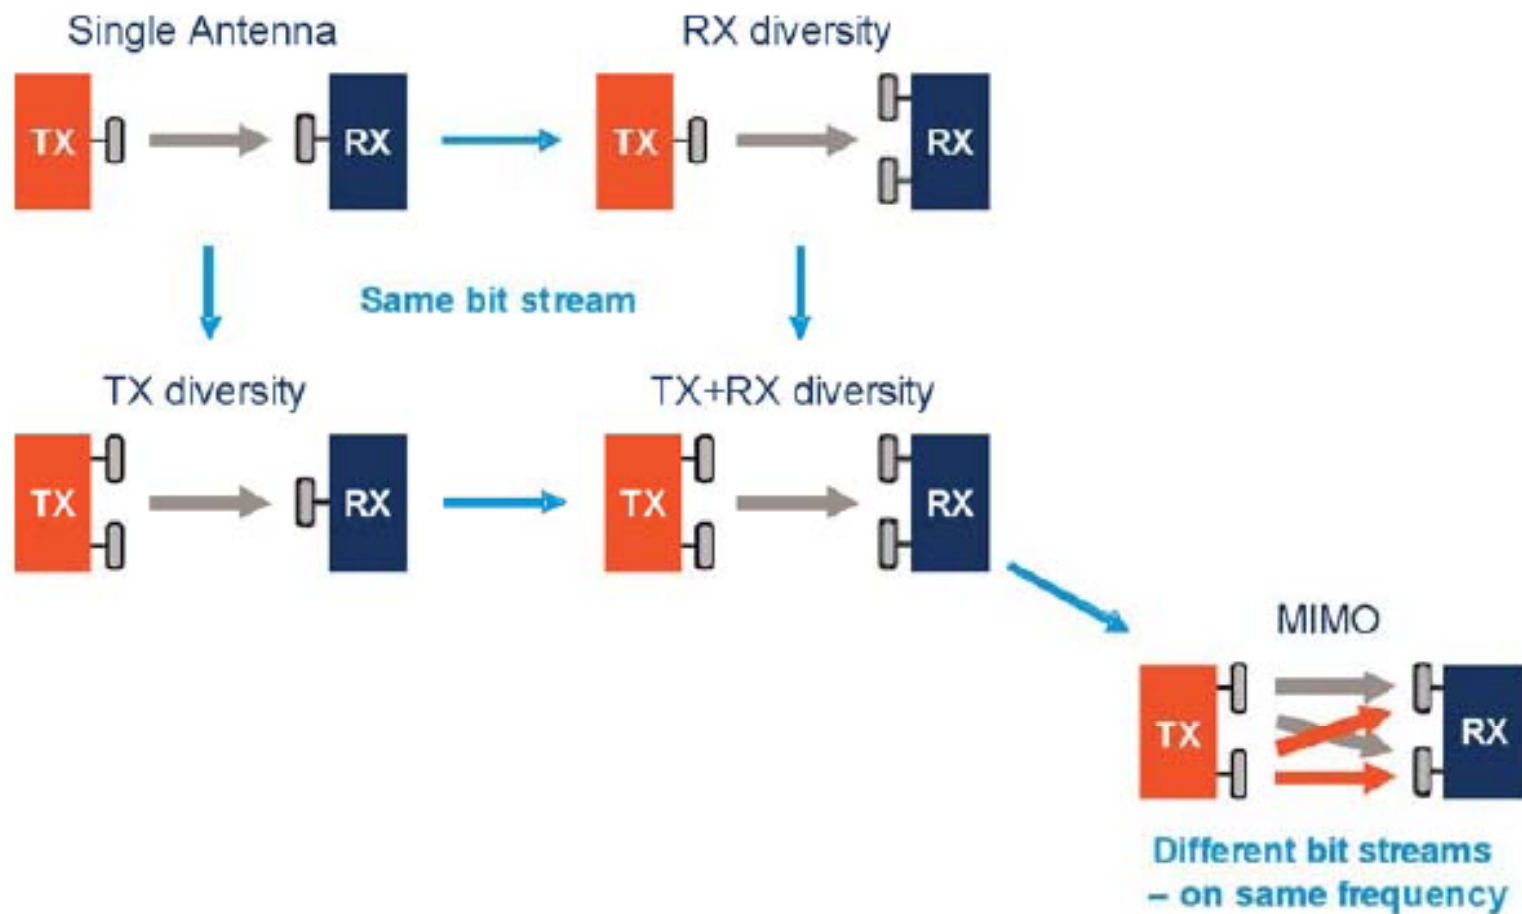 Single Antenna
RX diversity
TX
RX
TX
RX
Same bit stream
TX diversity
TX+RX diversity
TX
RX
TX
RX
MIMO
TX
RX
Different bit streams
– on same frequency